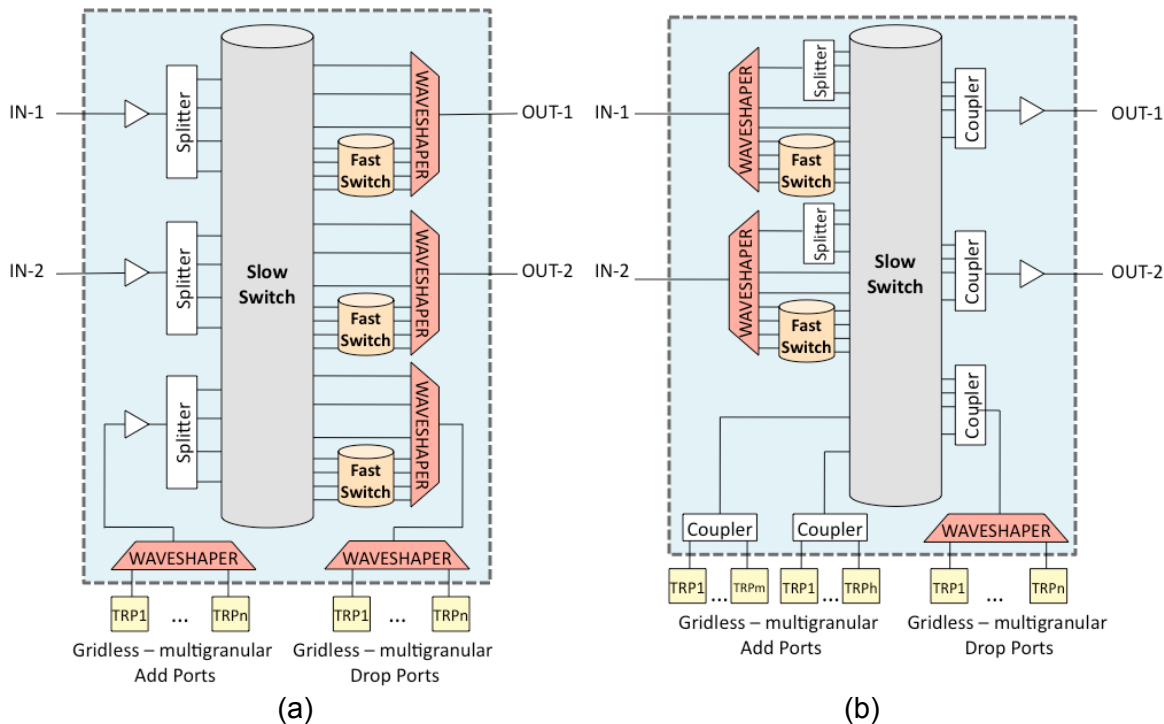 IN-1
Splitter
WAVESHAPER
OUT-1
Fast
Switch
IN-2
Splitter
Slow
Switch
WAVESHAPER
OUT-2
Fast
Switch
Splitter
WAVESHAPER
Fast
Switch
WAVESHAPER
WAVESHAPER
TRP1 ... TRPn
TRP1 ... TRPn
Gridless – multigranular
Add Ports
Gridless – multigranular
Drop Ports
(a)
IN-1
WAVESHAPER
Splitter
Fast
Switch
Coupler
OUT-1
IN-2
WAVESHAPER
Splitter
Fast
Switch
Slow
Switch
Coupler
OUT-2
Coupler
Coupler
Coupler
WAVESHAPER
TRP1 ... TRPm
TRP1 ... TRPh
TRP1 ... TRPn
Gridless – multigranular
Add Ports
Gridless – multigranular
Drop Ports
(b)